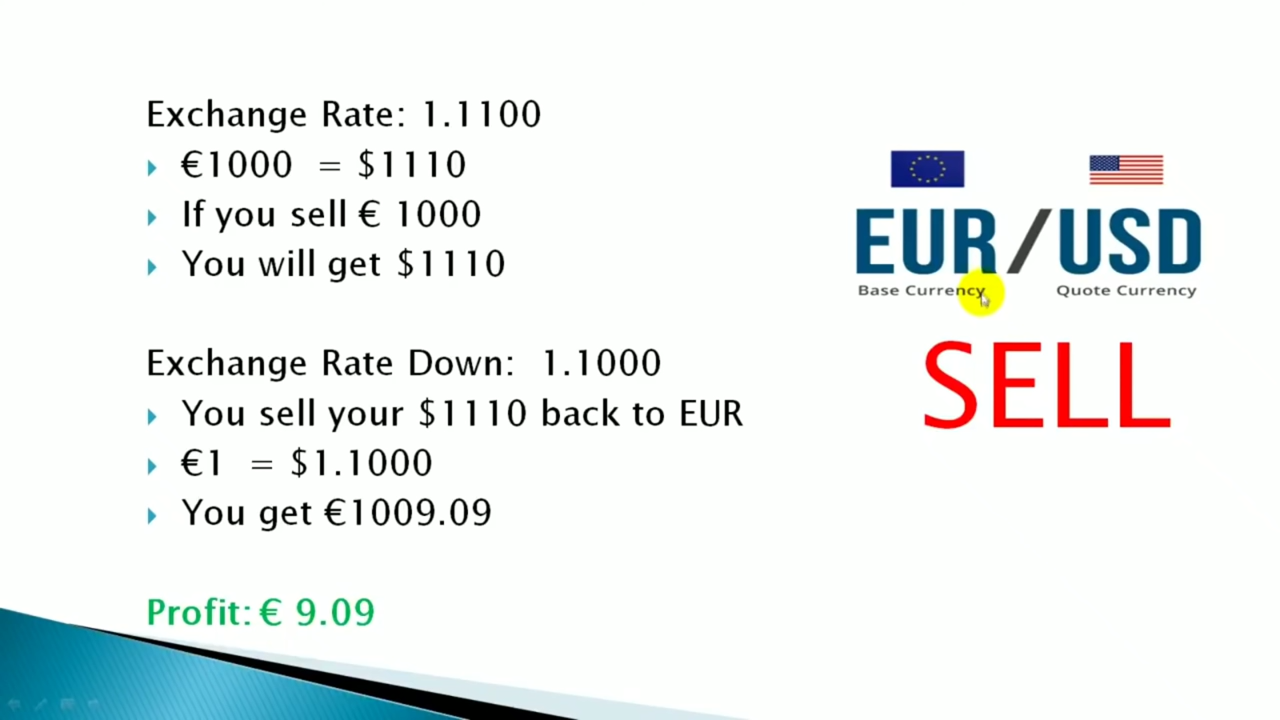 Exchange Rate: 1.1100
€1000 = $1110
If you sell € 1000
You will get $1110
Exchange Rate Down: 1.1000
You sell your $1110 back to EUR
€1 = $1.1000
You get €1009.09
Profit: € 9.09
EUR/USD
Base Currency Quote Currency
SELL